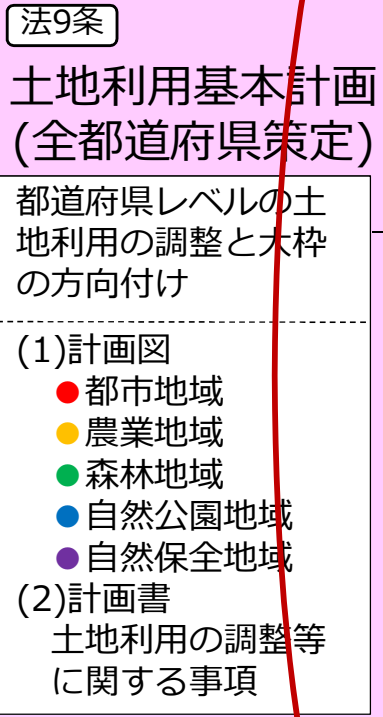 法9条
土地利用基本計画
(全都道府県策定)
都道府県レベルの土
地利用の調整と大枠
の方向付け
(1)計画図
●都市地域
●農業地域
●森林地域
●自然公園地域
●自然保全地域
(2)計画書
土地利用の調整等
に関する事項